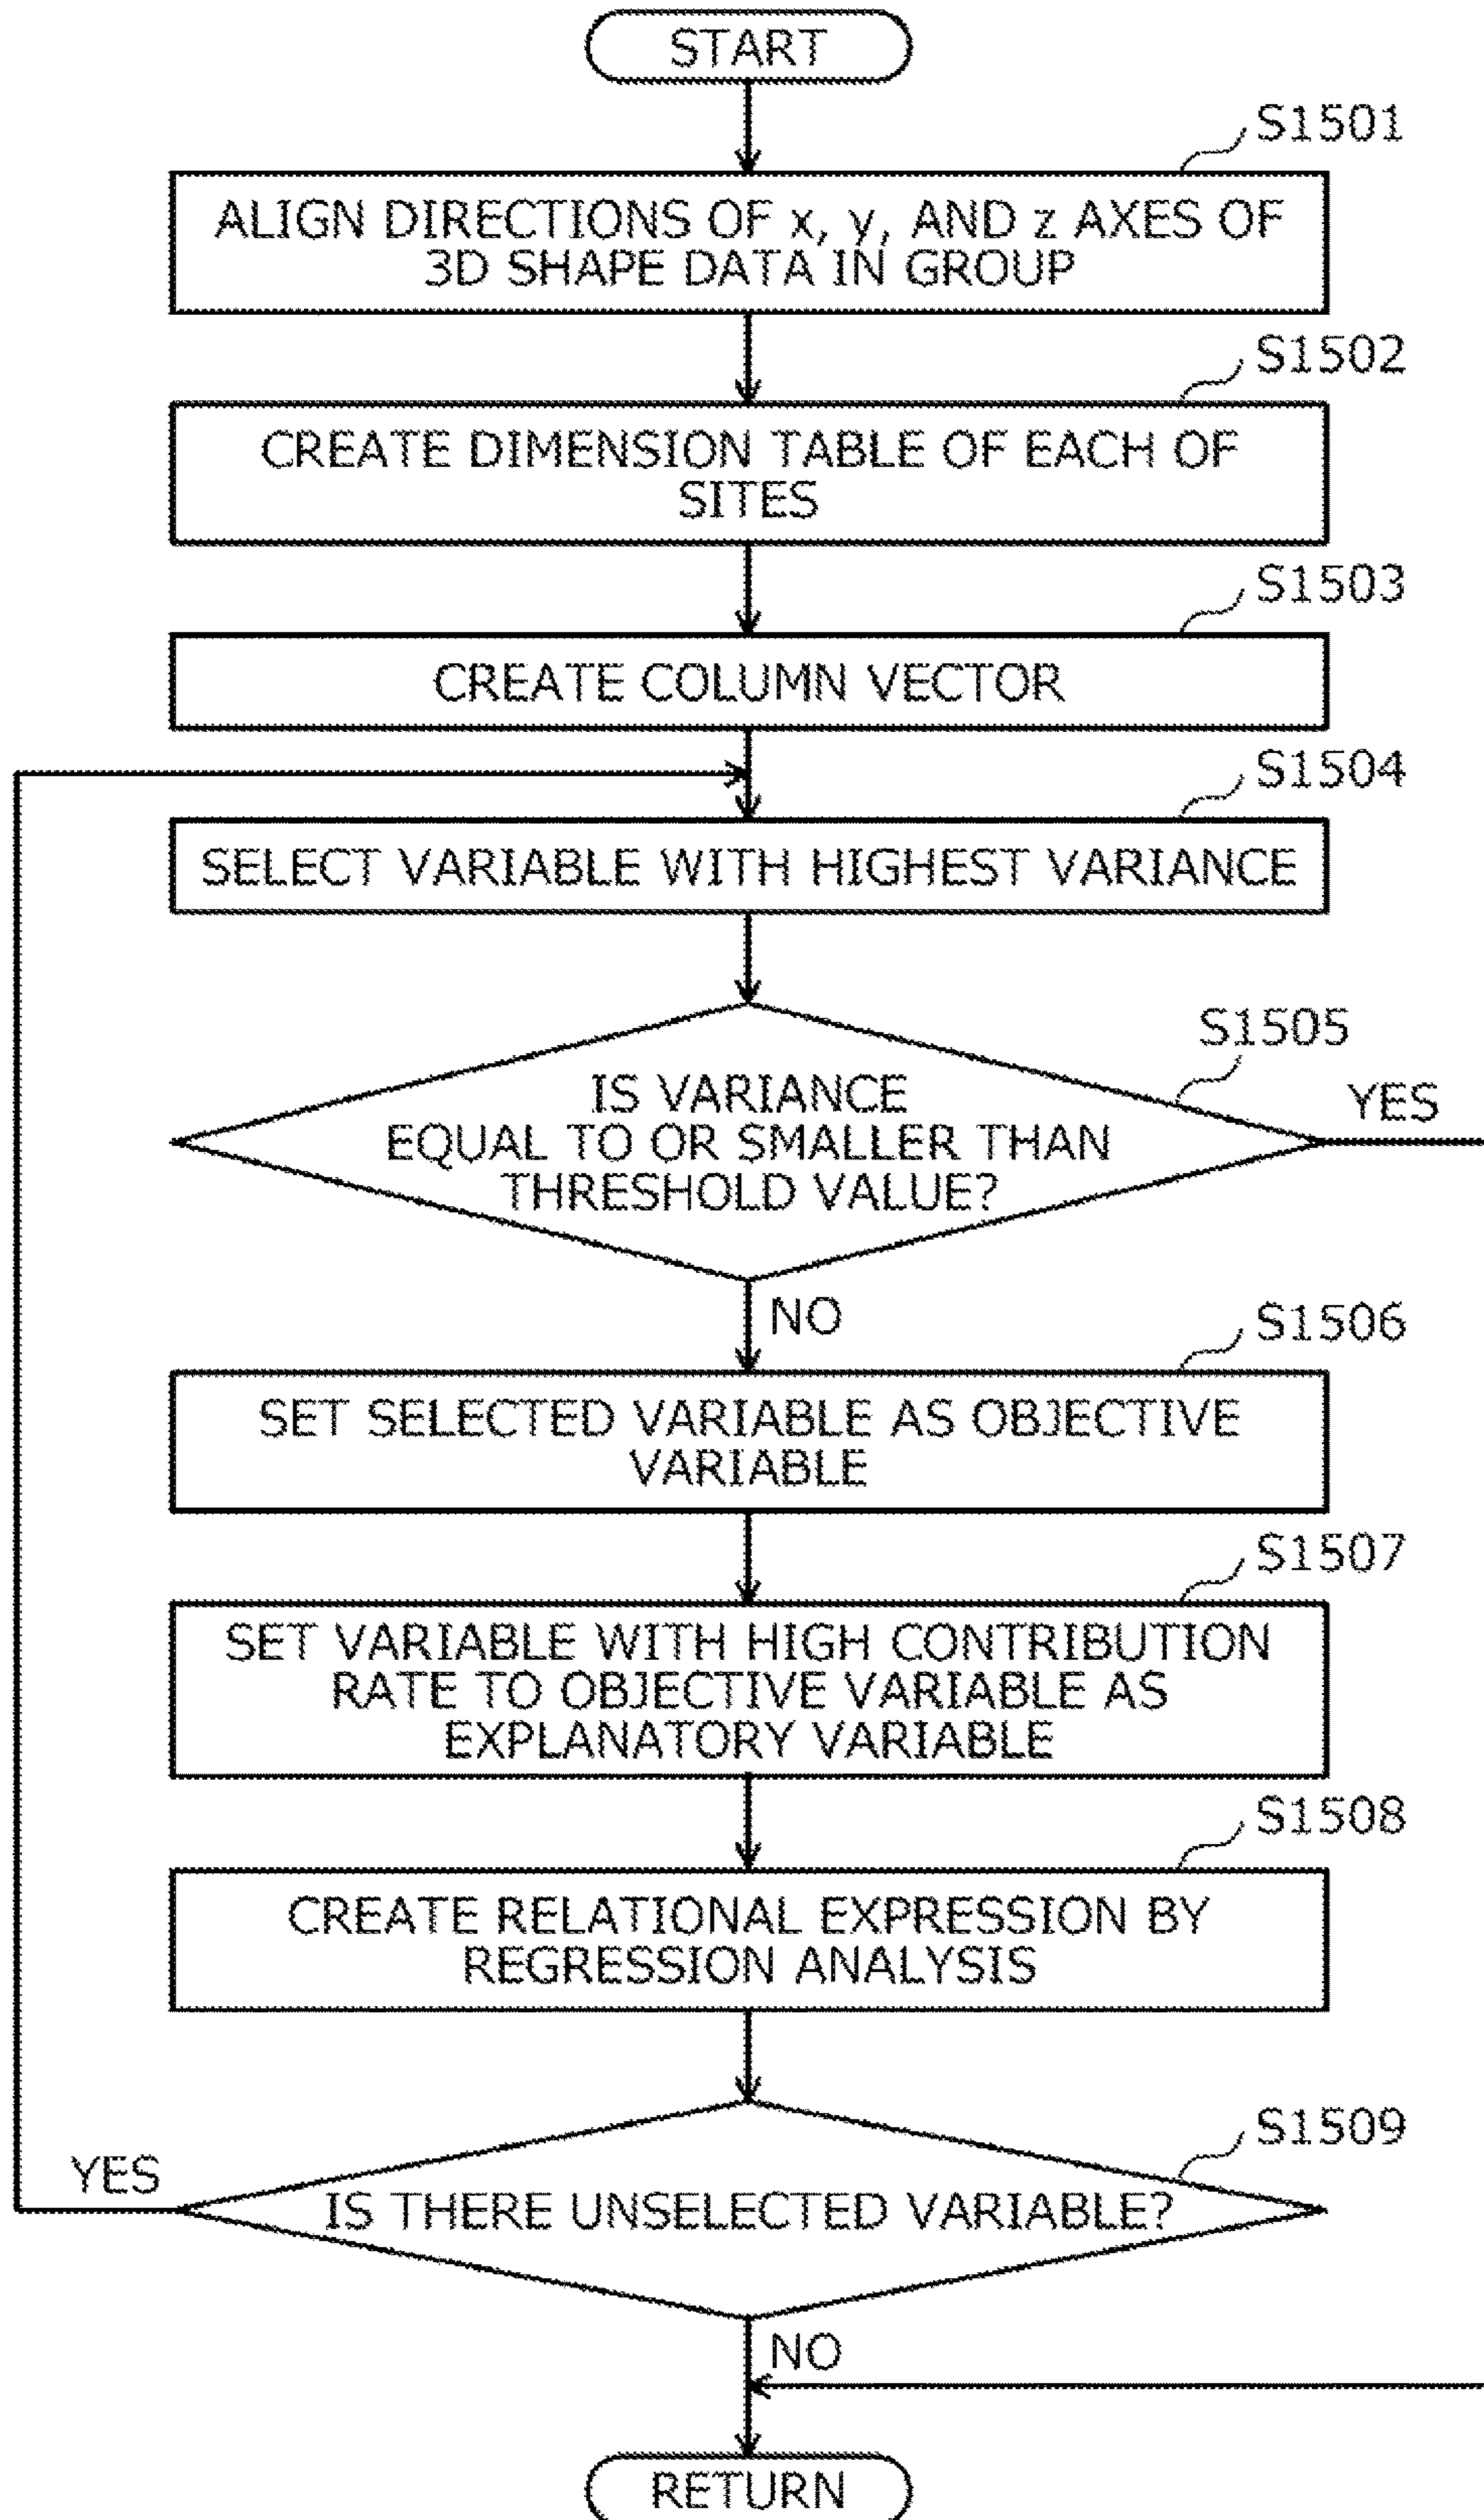 START
S1501
ALIGN DIRECTIONS OF x, y, AND z AXES OF
3D SHAPE DATA IN GROUP
S1502
CREATE DIMENSION TABLE OF EACH OF
SITES
S1503
CREATE COLUMN VECTOR
S1504
SELECT VARIABLE WITH HIGHEST VARIANCE
S1505
IS VARIANCE
EQUAL TO OR SMALLER THAN
THRESHOLD VALUE?
YES
NO
S1506
SET SELECTED VARIABLE AS OBJECTIVE
VARIABLE
S1507
SET VARIABLE WITH HIGH CONTRIBUTION
RATE TO OBJECTIVE VARIABLE AS
EXPLANATORY VARIABLE
S1508
CREATE RELATIONAL EXPRESSION BY
REGRESSION ANALYSIS
S1509
YES
IS THERE UNSELECTED VARIABLE?
NO
RETURN